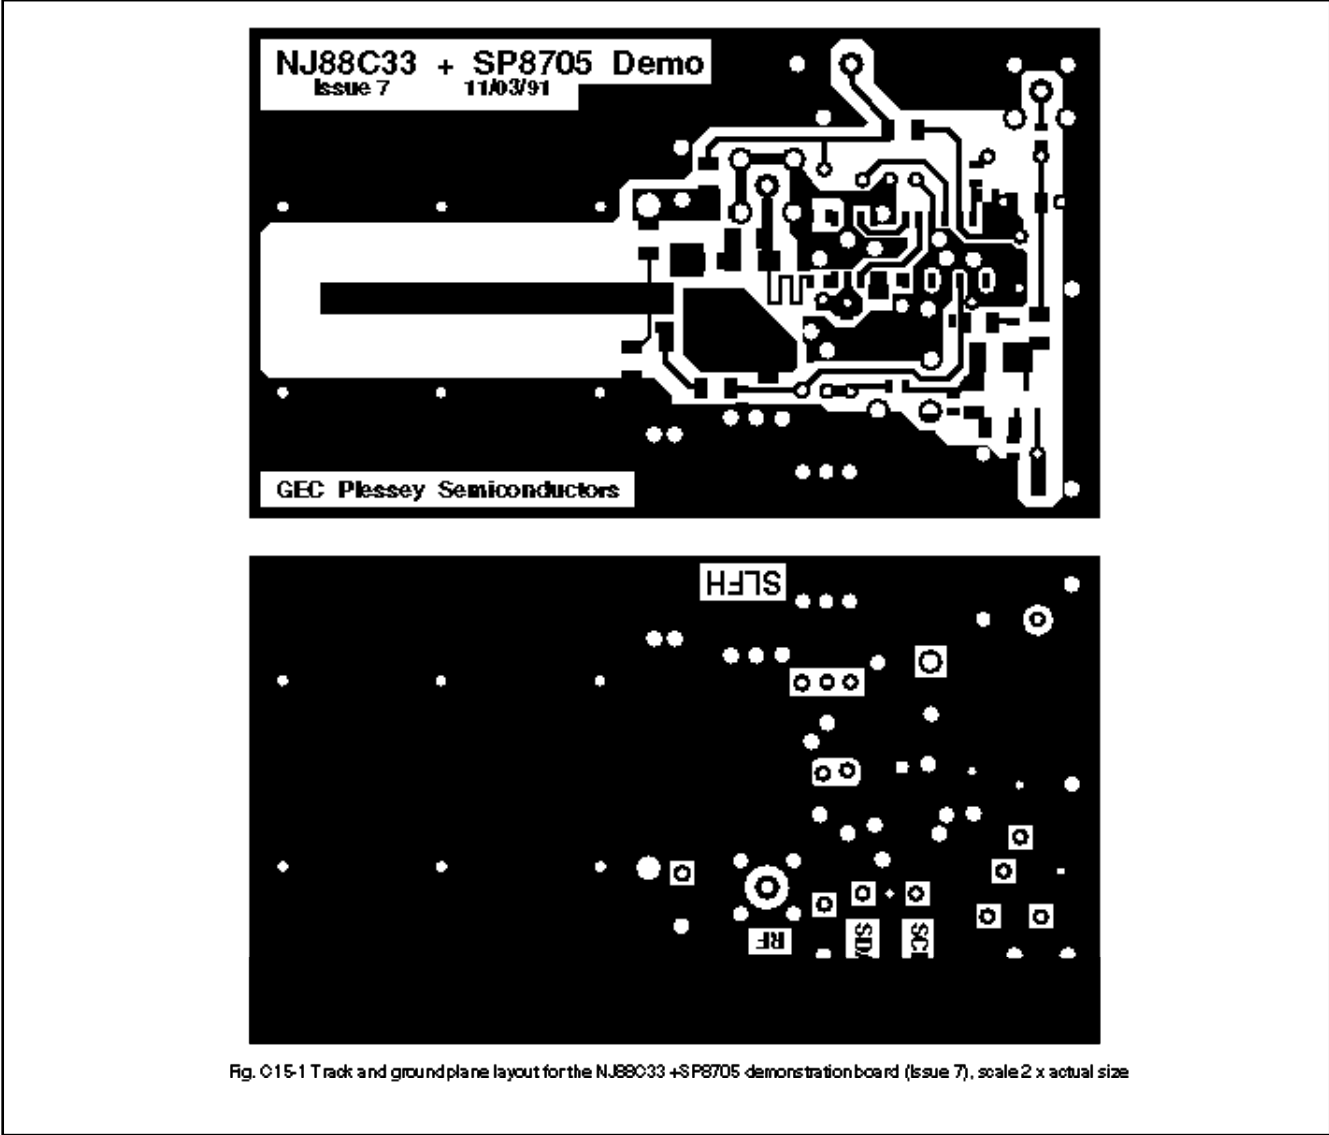 NJ88C33 + SP8705 Demo
Issue 7 11/03/91
GEC Plessey Semiconductors
SLFH
RF
SD
SC
Fig. C15-1 Track and ground plane layout for the NJ88C33 +SP8705 demonstration board (Issue 7), scale 2 x actual size